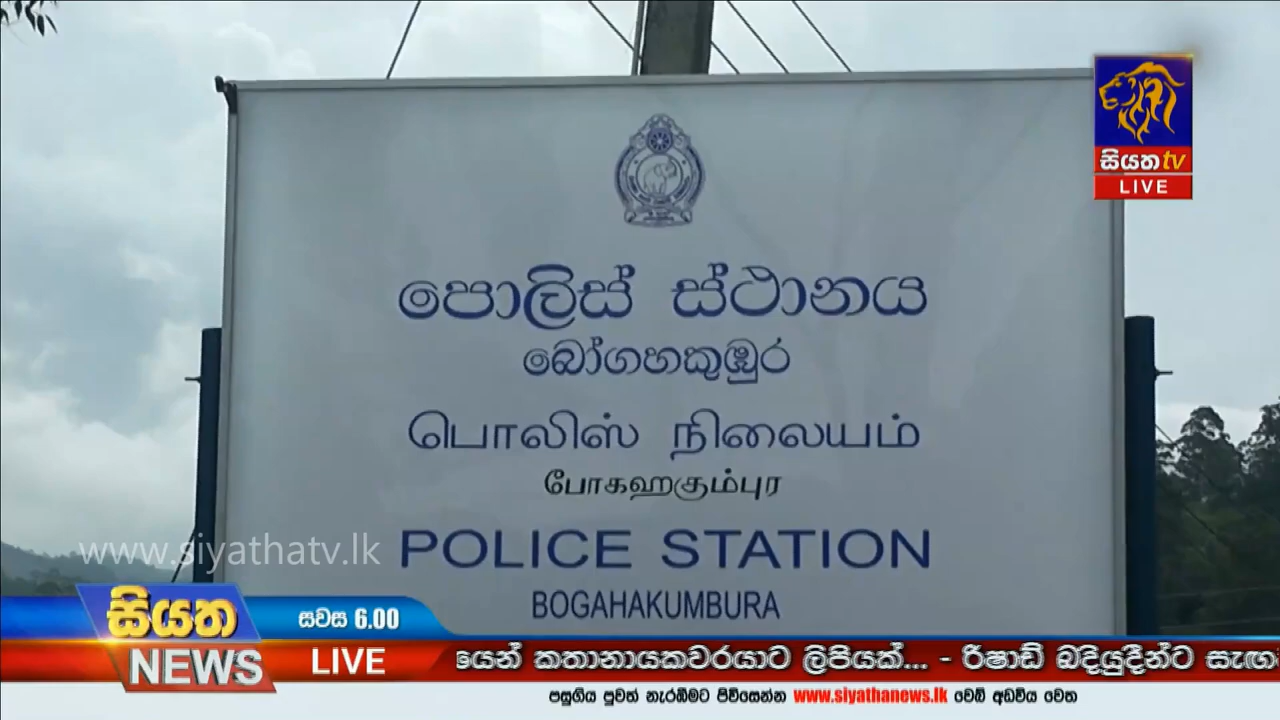 සියත tv
LIVE
පොලිස් ස්ථානය
බෝගහකුඹුර
பொலிஸ் நிலையம்
போகஹகும்புர
POLICE STATION
BOGAHAKUMBURA
www.siyathatv.lk
සියත
NEWS
සවස 6.00
LIVE
යෙන් කතානායකවරයාට ලිපියක්... - රිෂාඩ් බදියුදීන්ට සැඟ
පසුගිය පුවත් නැරඹීමට පිවිසෙන්න www.siyathanews.lk වෙබ් අඩවිය වෙත